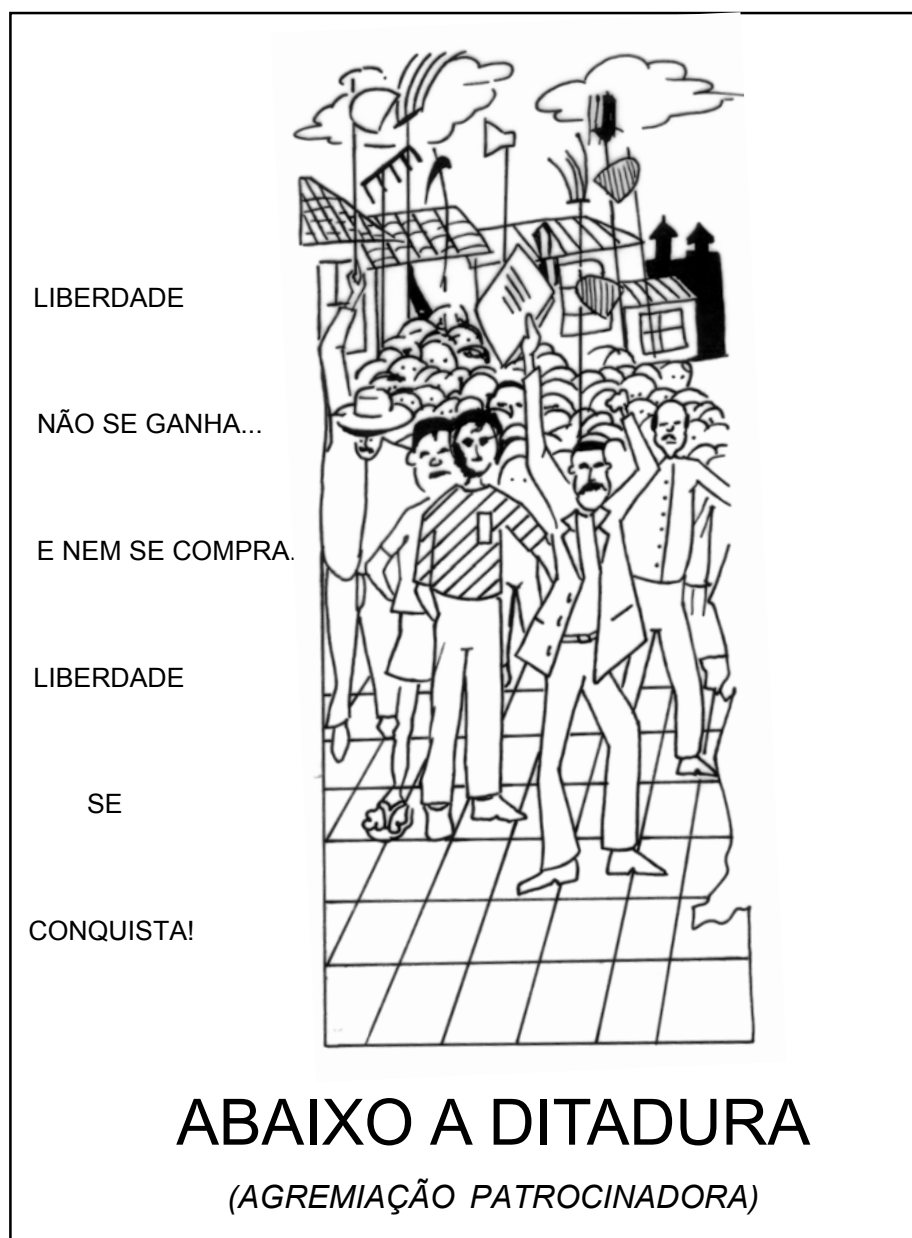 LIBERDADE
NÃO SE GANHA...
E NEM SE COMPRA.
LIBERDADE
SE
CONQUISTA!
ABAIXO A DITADURA
(AGREMIAÇÃO PATROCINADORA)